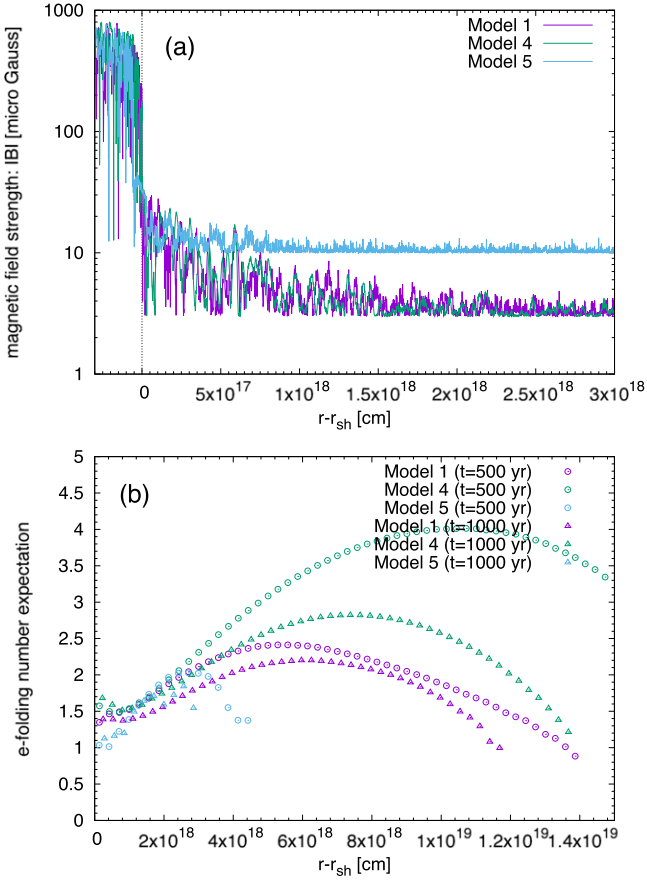 1000
100
10
1
magnetic field strength: IBI [micro Gauss]
(a)
Model 1
Model 4
Model 5
0 5x10^17 1x10^18 1.5x10^18 2x10^18 2.5x10^18 3x10^18
r-r_sh [cm]
5
4.5
4
3.5
3
2.5
2
1.5
1
0.5
0
e-folding number expectation
(b)
Model 1 (t=500 yr)
Model 4 (t=500 yr)
Model 5 (t=500 yr)
Model 1 (t=1000 yr)
Model 4 (t=1000 yr)
Model 5 (t=1000 yr)
0 2x10^18 4x10^18 6x10^18 8x10^18 1x10^19 1.2x10^19 1.4x10^19
r-r_sh [cm]